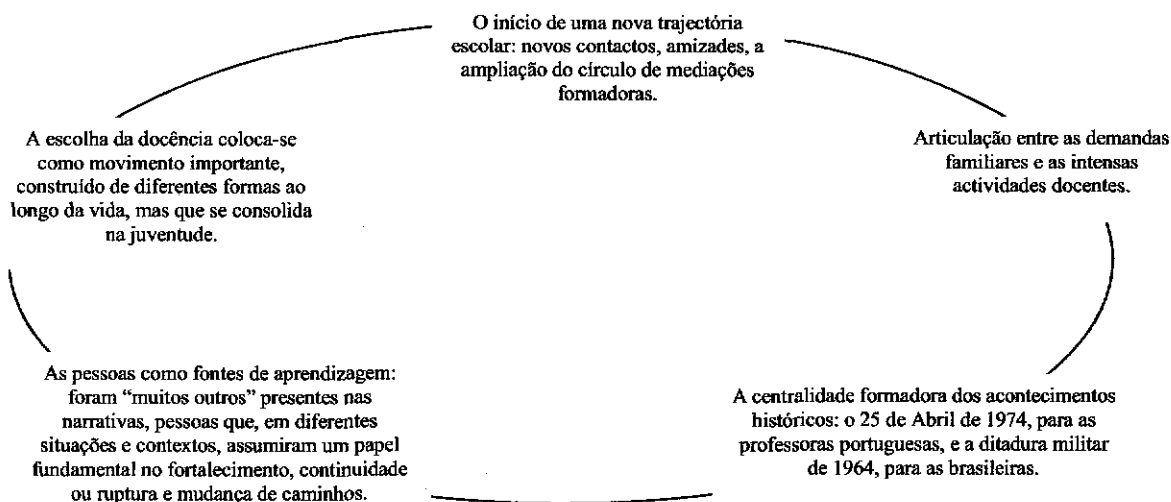 O início de uma nova trajectória
escolar: novos contactos, amizades, a
ampliação do círculo de mediações
formadoras.
Articulação entre as demandas
familiares e as intensas
actividades docentes.
A centralidade formadora dos acontecimentos
históricos: o 25 de Abril de 1974, para as
professoras portuguesas, e a ditadura militar
de 1964, para as brasileiras.
As pessoas como fontes de aprendizagem:
foram “muitos outros” presentes nas
narrativas, pessoas que, em diferentes
situações e contextos, assumiram um papel
fundamental no fortalecimento, continuidade
ou ruptura e mudança de caminhos.
A escolha da docência coloca-se
como movimento importante,
construído de diferentes formas ao
longo da vida, mas que se consolida
na juventude.